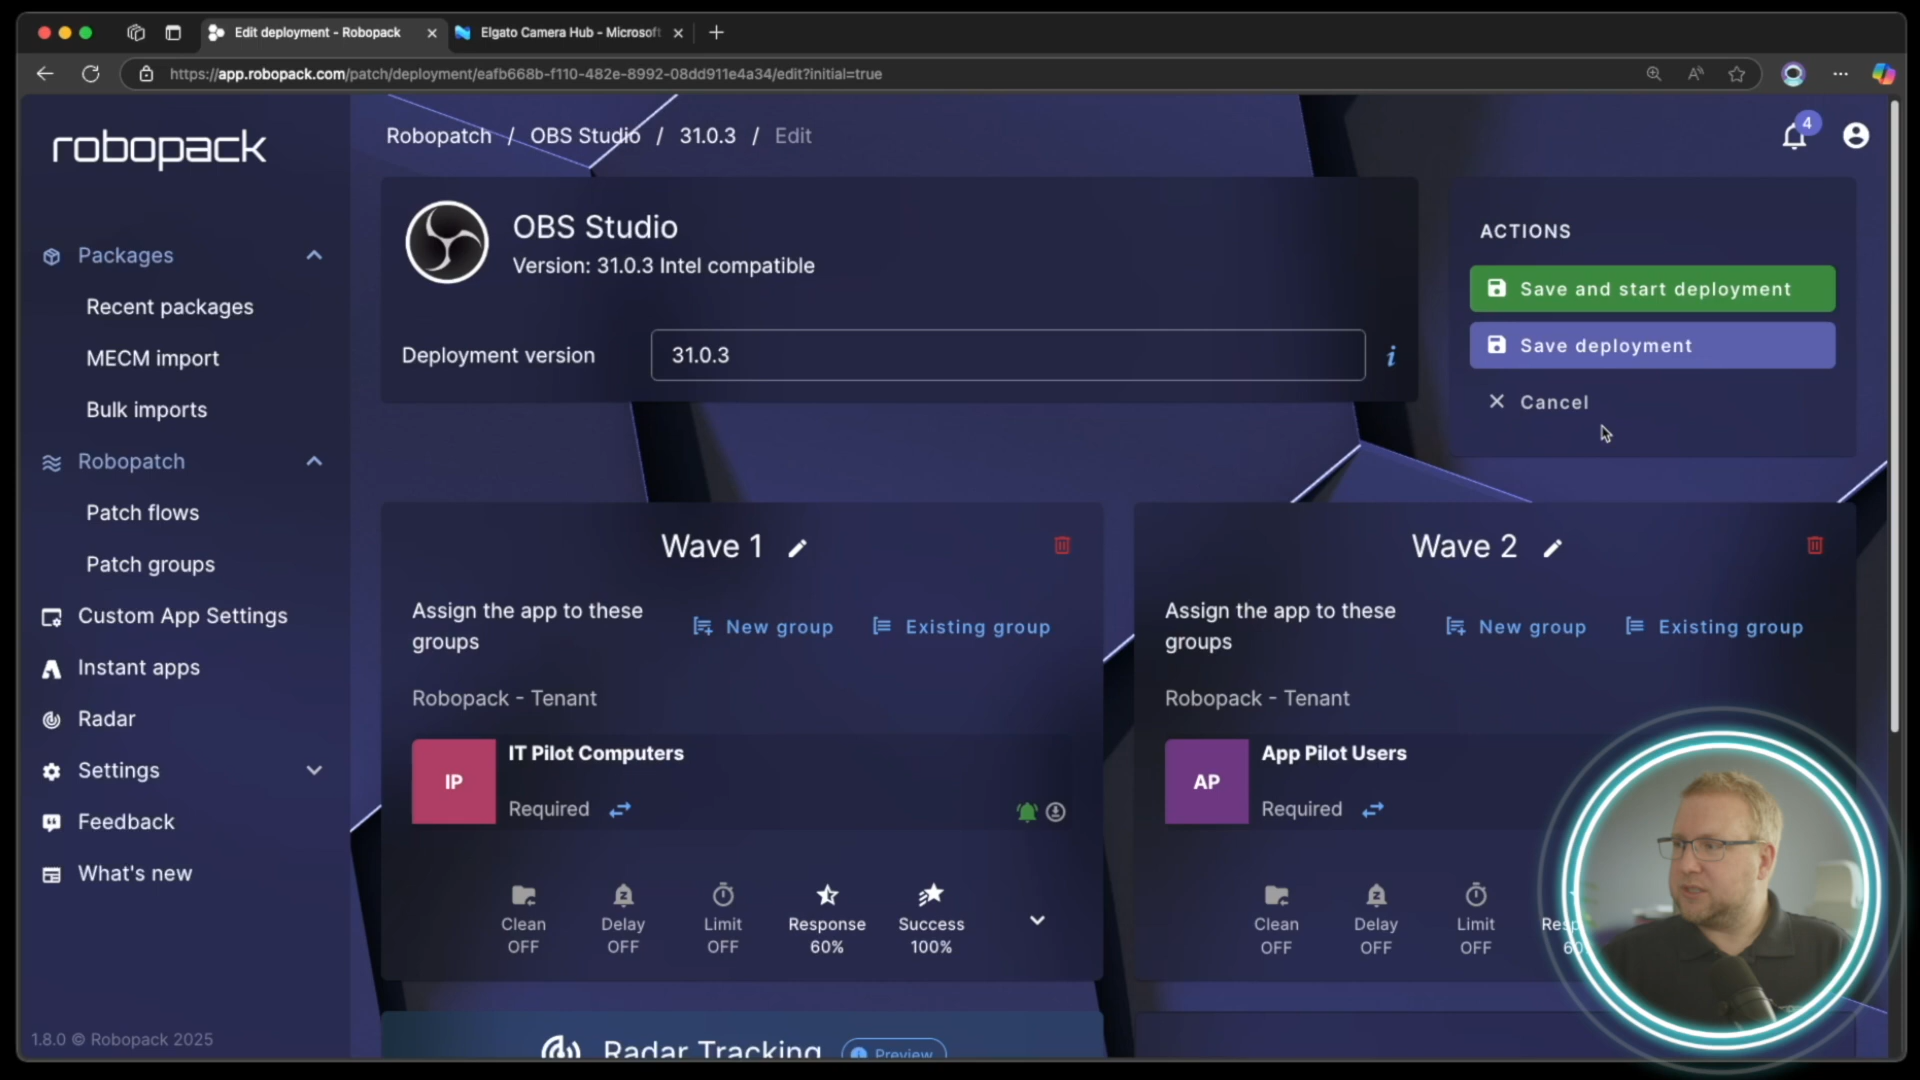 Edit deployment - Robopack
Elgato Camera Hub - Microsoft
https://app.robopack.com/patch/deployment/eafb668b-f110-482e-8992-08dd911e4a34/edit?initial=true
robopack
Packages
Recent packages
MECM import
Bulk imports
Robopatch
Patch flows
Patch groups
Custom App Settings
Instant apps
Radar
Settings
Feedback
What's new
1.8.0 © Robopack 2025
Robopatch / OBS Studio / 31.0.3 / Edit
4
OBS Studio
Version: 31.0.3 Intel compatible
Deployment version
31.0.3
ACTIONS
Save and start deployment
Save deployment
Cancel
Wave 1
Assign the app to these
groups
New group
Existing group
Robopack - Tenant
IP
IT Pilot Computers
Required
Clean
OFF
Delay
OFF
Limit
OFF
Response
60%
Success
100%
Radar Tracking
Preview
Wave 2
Assign the app to these
groups
New group
Existing group
Robopack - Tenant
AP
App Pilot Users
Required
Clean
OFF
Delay
OFF
Limit
OFF